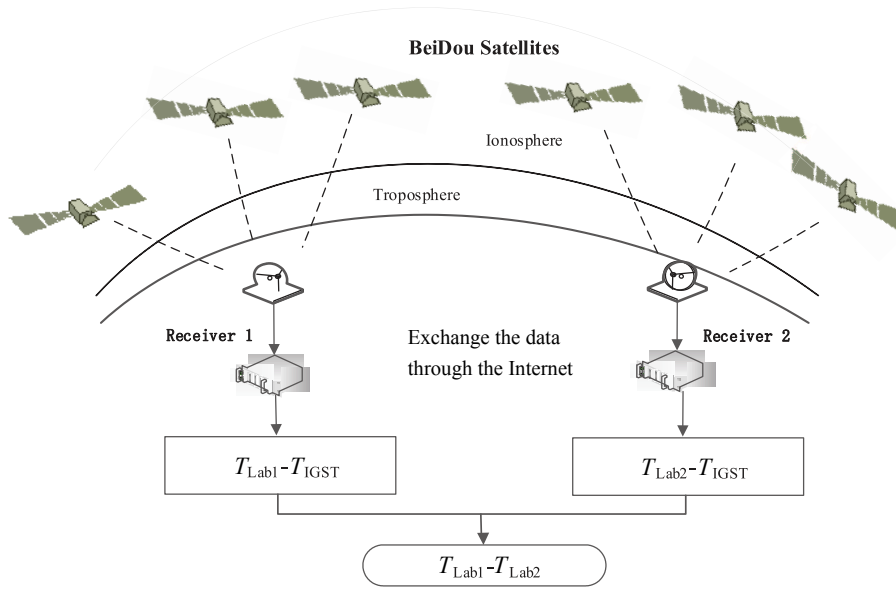 BeiDou Satellites
Ionosphere
Troposphere
Receiver 1
Exchange the data
through the Internet
Receiver 2
TLab1-TIGST
TLab2-TIGST
TLab1-TLab2